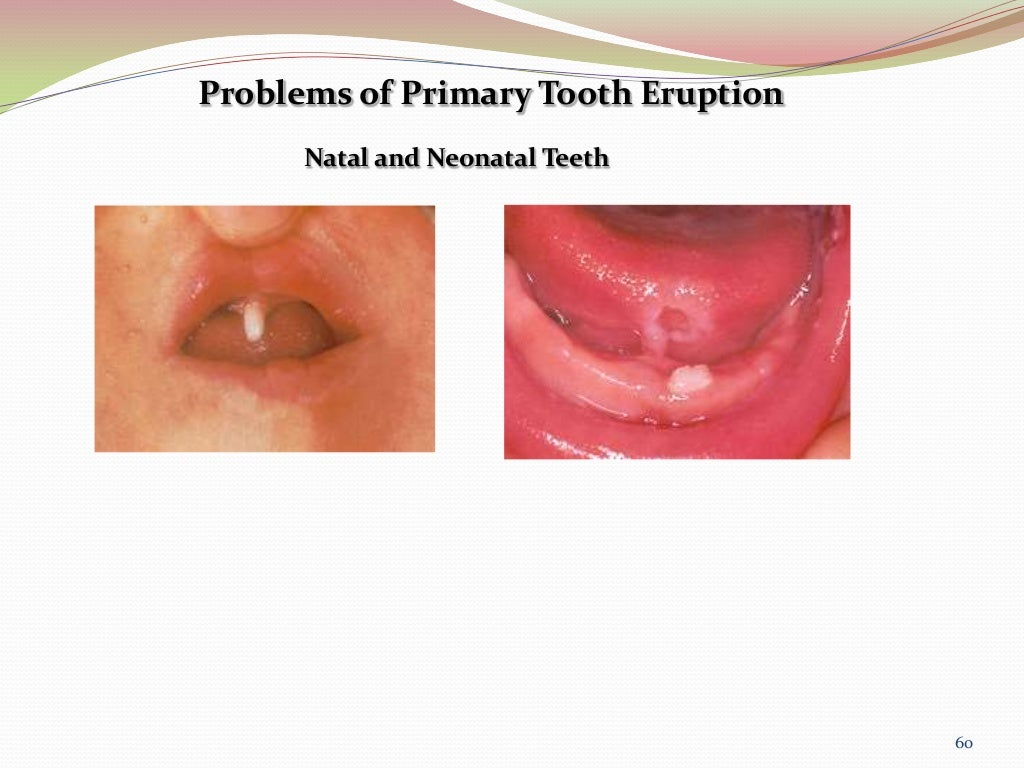 Problems of Primary Tooth Eruption
Natal and Neonatal Teeth
60